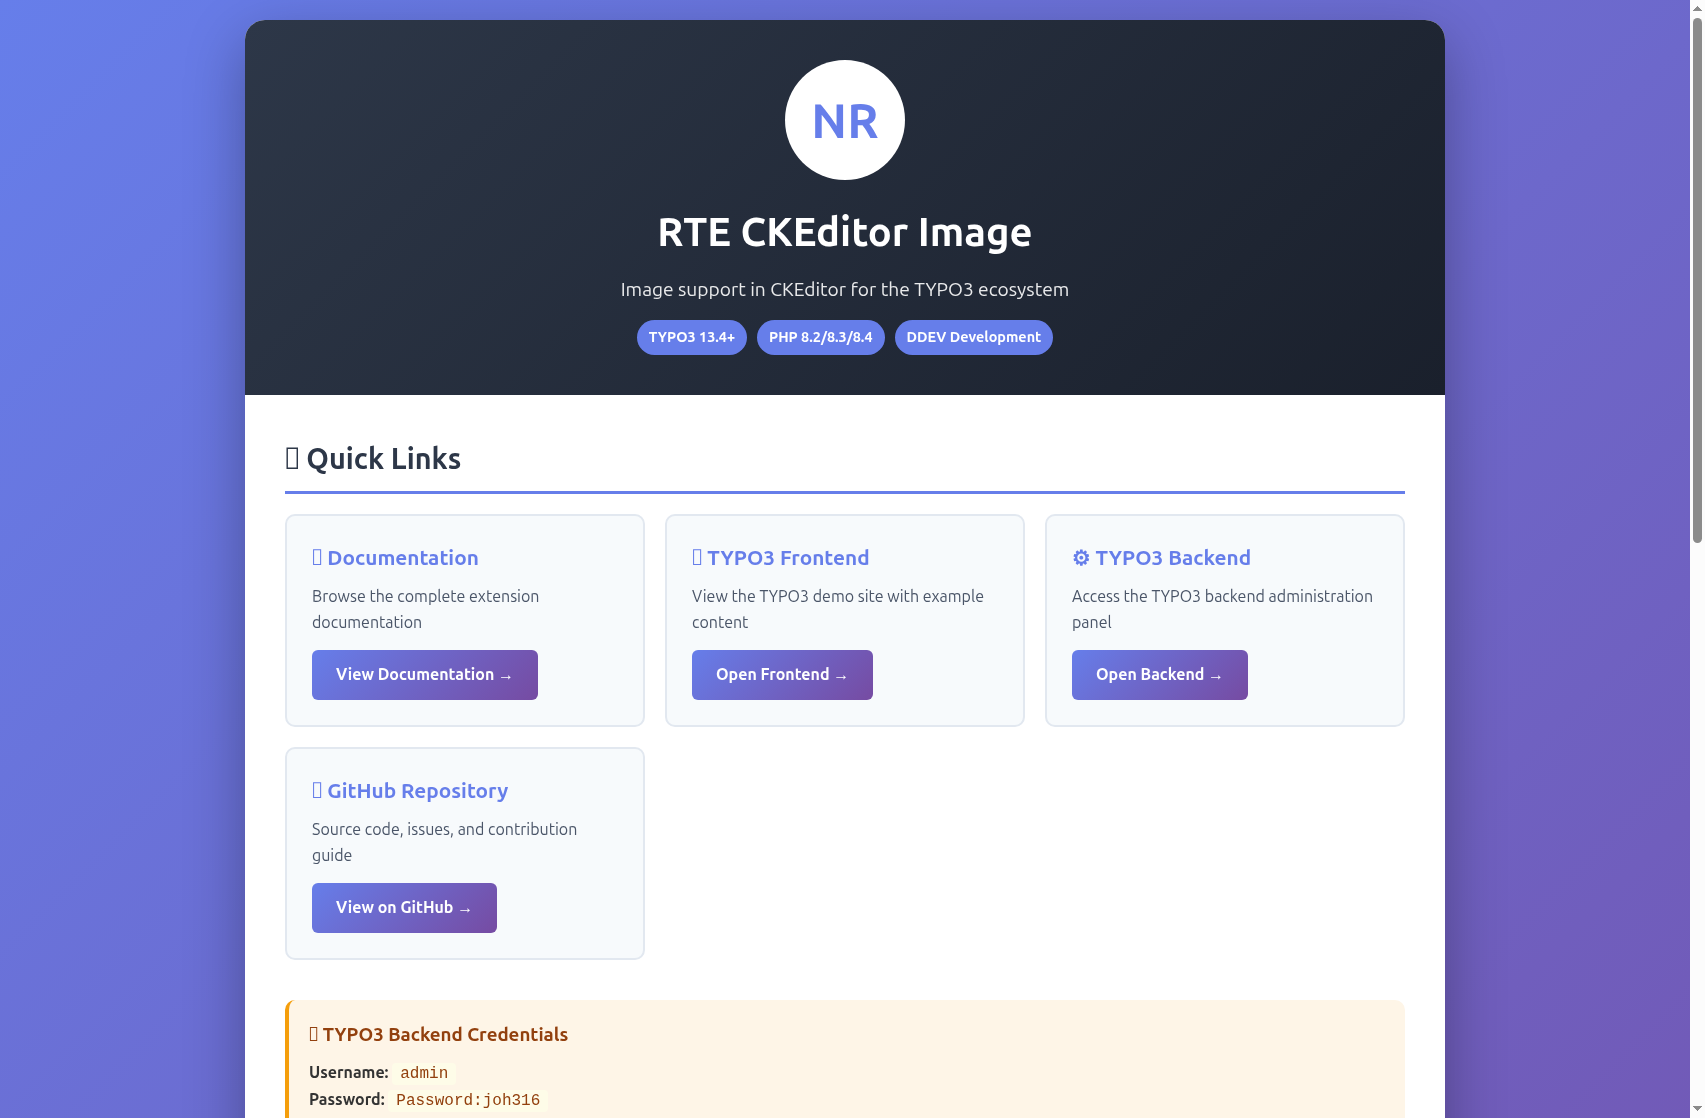 NR
RTE CKEditor Image
Image support in CKEditor for the TYPO3 ecosystem
TYPO3 13.4+ PHP 8.2/8.3/8.4 DDEV Development
Quick Links
Documentation
Browse the complete extension
documentation
View Documentation →
TYPO3 Frontend
View the TYPO3 demo site with example
content
Open Frontend →
⚙ TYPO3 Backend
Access the TYPO3 backend administration
panel
Open Backend →
GitHub Repository
Source code, issues, and contribution
guide
View on GitHub →
TYPO3 Backend Credentials
Username: admin
Password: Password:joh316